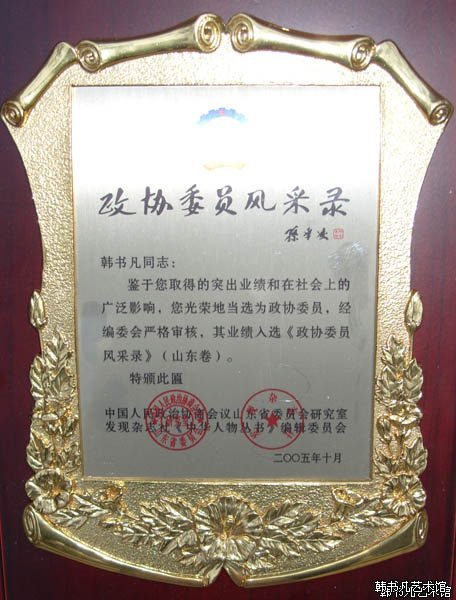 政协委员风采录
韩书凡同志：
鉴于您取得的突出业绩和在社会上的
广泛影响，您光荣地当选为政协委员，经
编委会严格审核，其业绩入选《政协委员
风采录》（山东卷）。
特颁此匾
中国人民政治协商会议山东省委员会研究室
发现杂志社《中华人物丛书》编辑委员会
二〇〇五年十月
韩书凡艺术馆
韩书凡艺术馆